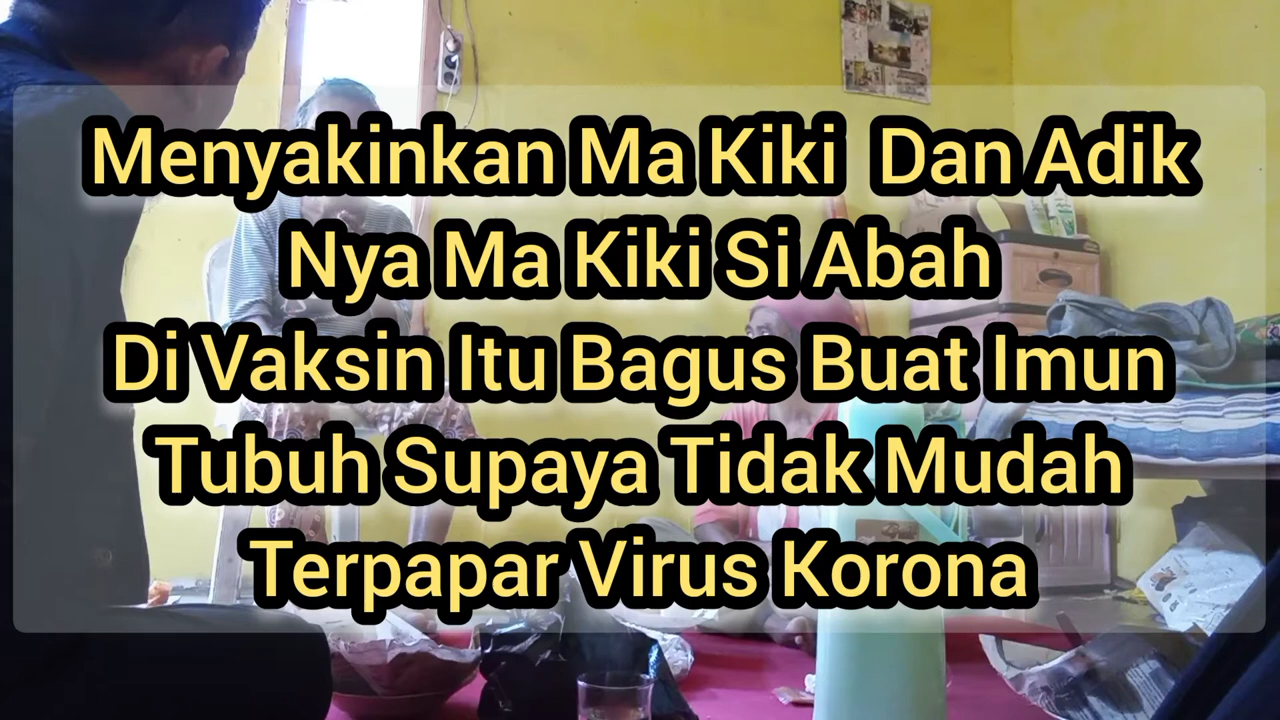 Menyakinkan Ma Kiki Dan Adik
Nya Ma Kiki Si Abah
Di Vaksin Itu Bagus Buat Imun
Tubuh Supaya Tidak Mudah
Terpapar Virus Korona